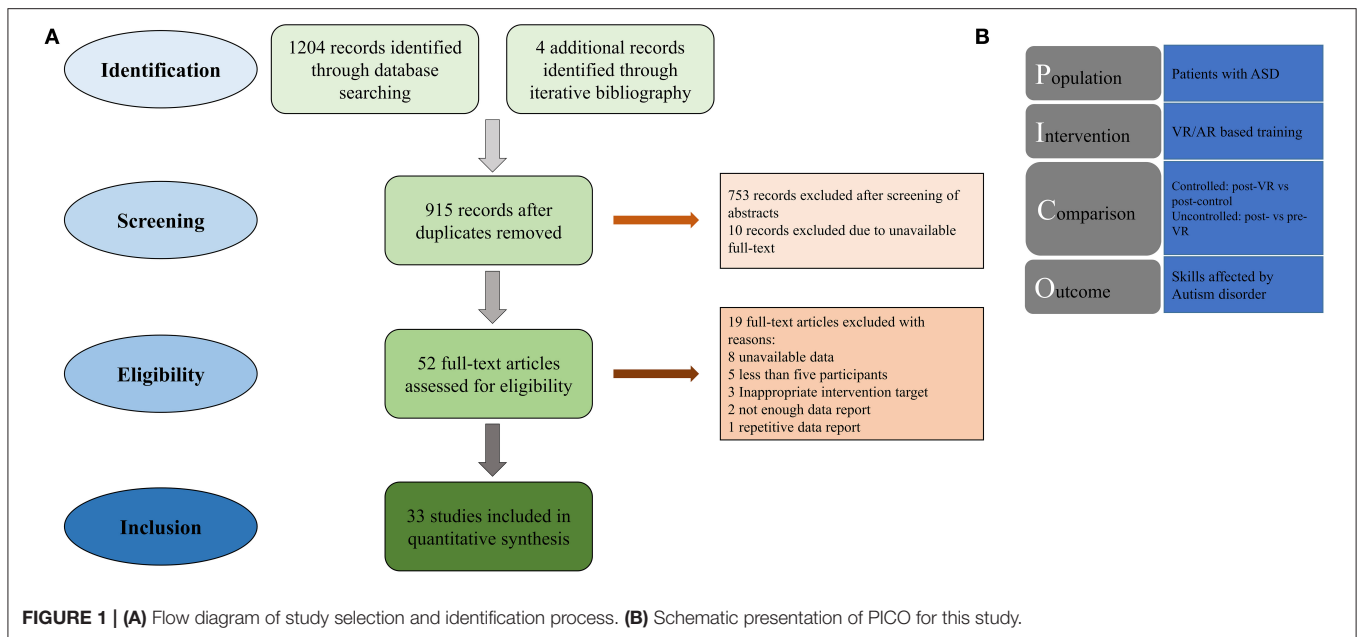 A
Identification
1204 records identified
through database
searching
4 additional records
identified through
iterative bibliography
Screening
915 records after
duplicates removed
753 records excluded after screening of
abstracts
10 records excluded due to unavailable
full-text
Eligibility
52 full-text articles
assessed for eligibility
19 full-text articles excluded with
reasons:
8 unavailable data
5 less than five participants
3 Inappropriate intervention target
2 not enough data report
1 repetitive data report
Inclusion
33 studies included in
quantitative synthesis
B
Population
Patients with ASD
Intervention
VR/AR based training
Comparison
Controlled: post-VR vs
post-control
Uncontrolled: post- vs pre-
VR
Outcome
Skills affected by
Autism disorder
FIGURE 1 | (A) Flow diagram of study selection and identification process. (B) Schematic presentation of PICO for this study.